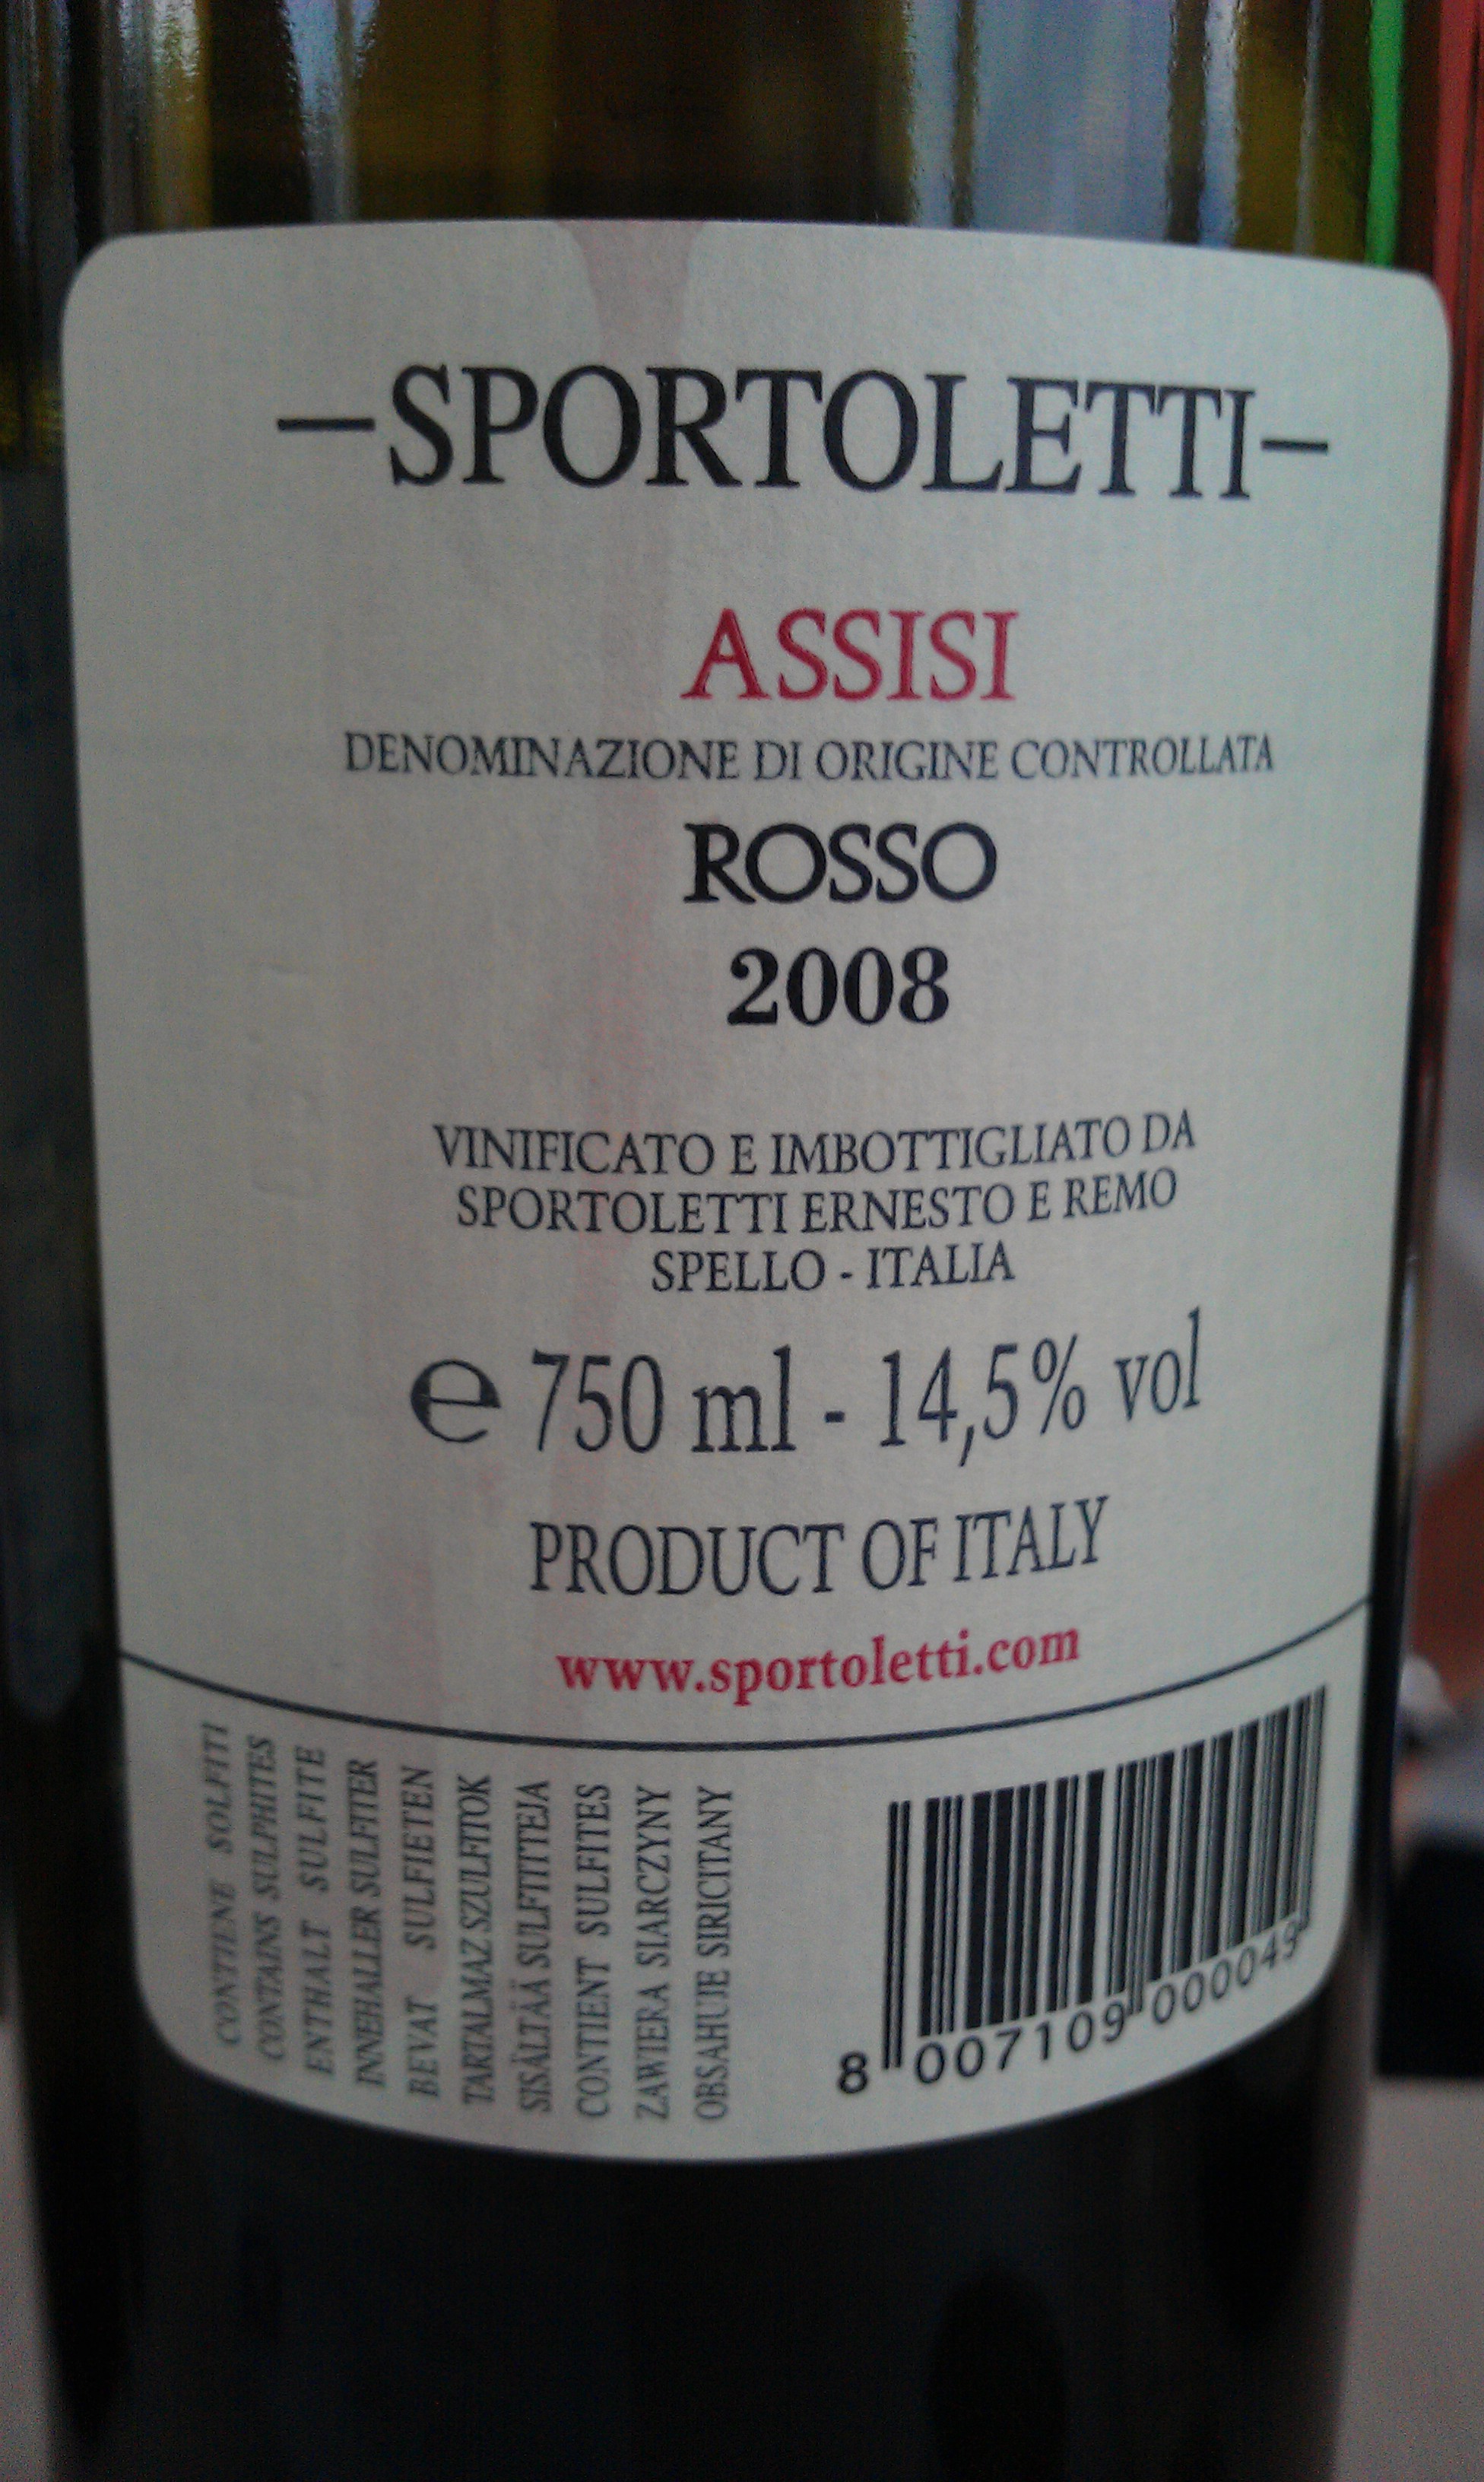 –SPORTOLETTI–
ASSISI
DENOMINAZIONE DI ORIGINE CONTROLLATA
ROSSO
2008
VINIFICATO E IMBOTTIGLIATO DA
SPORTOLETTI ERNESTO E REMO
SPELLO - ITALIA
e 750 ml - 14,5% vol
PRODUCT OF ITALY
www.sportoletti.com
CONTIENE SOLFITI
CONTAINS SULPHITES
ENTHALT SULFITE
INNEHALLER SULFITER
BEVAT SULFIETEN
TARTALMAZ SZULFITOK
SISÄLTÄÄ SULFTITTEJA
CONTIENT SULFITES
ZAWIERA SIARCZYNY
OBSAHUJE SIRICITANY
8 007109 000049